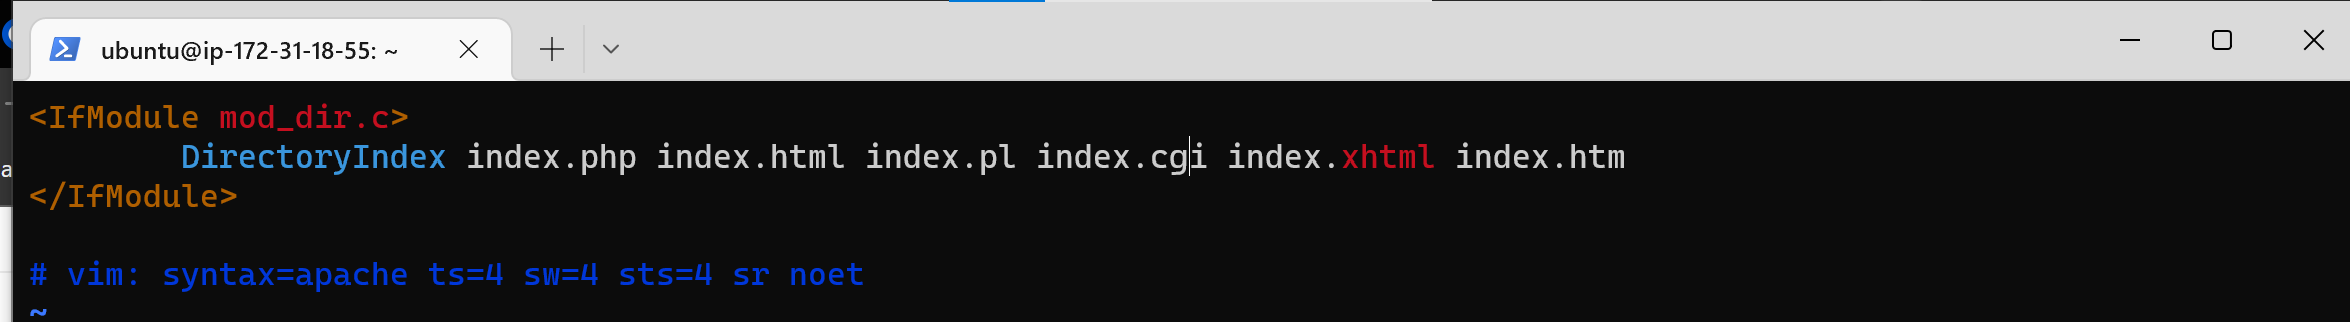 ubuntu@ip-172-31-18-55: ~
<IfModule mod_dir.c>
DirectoryIndex index.php index.html index.pl index.cgi index.xhtml index.htm
</IfModule>
# vim: syntax=apache ts=4 sw=4 sts=4 sr noet
~